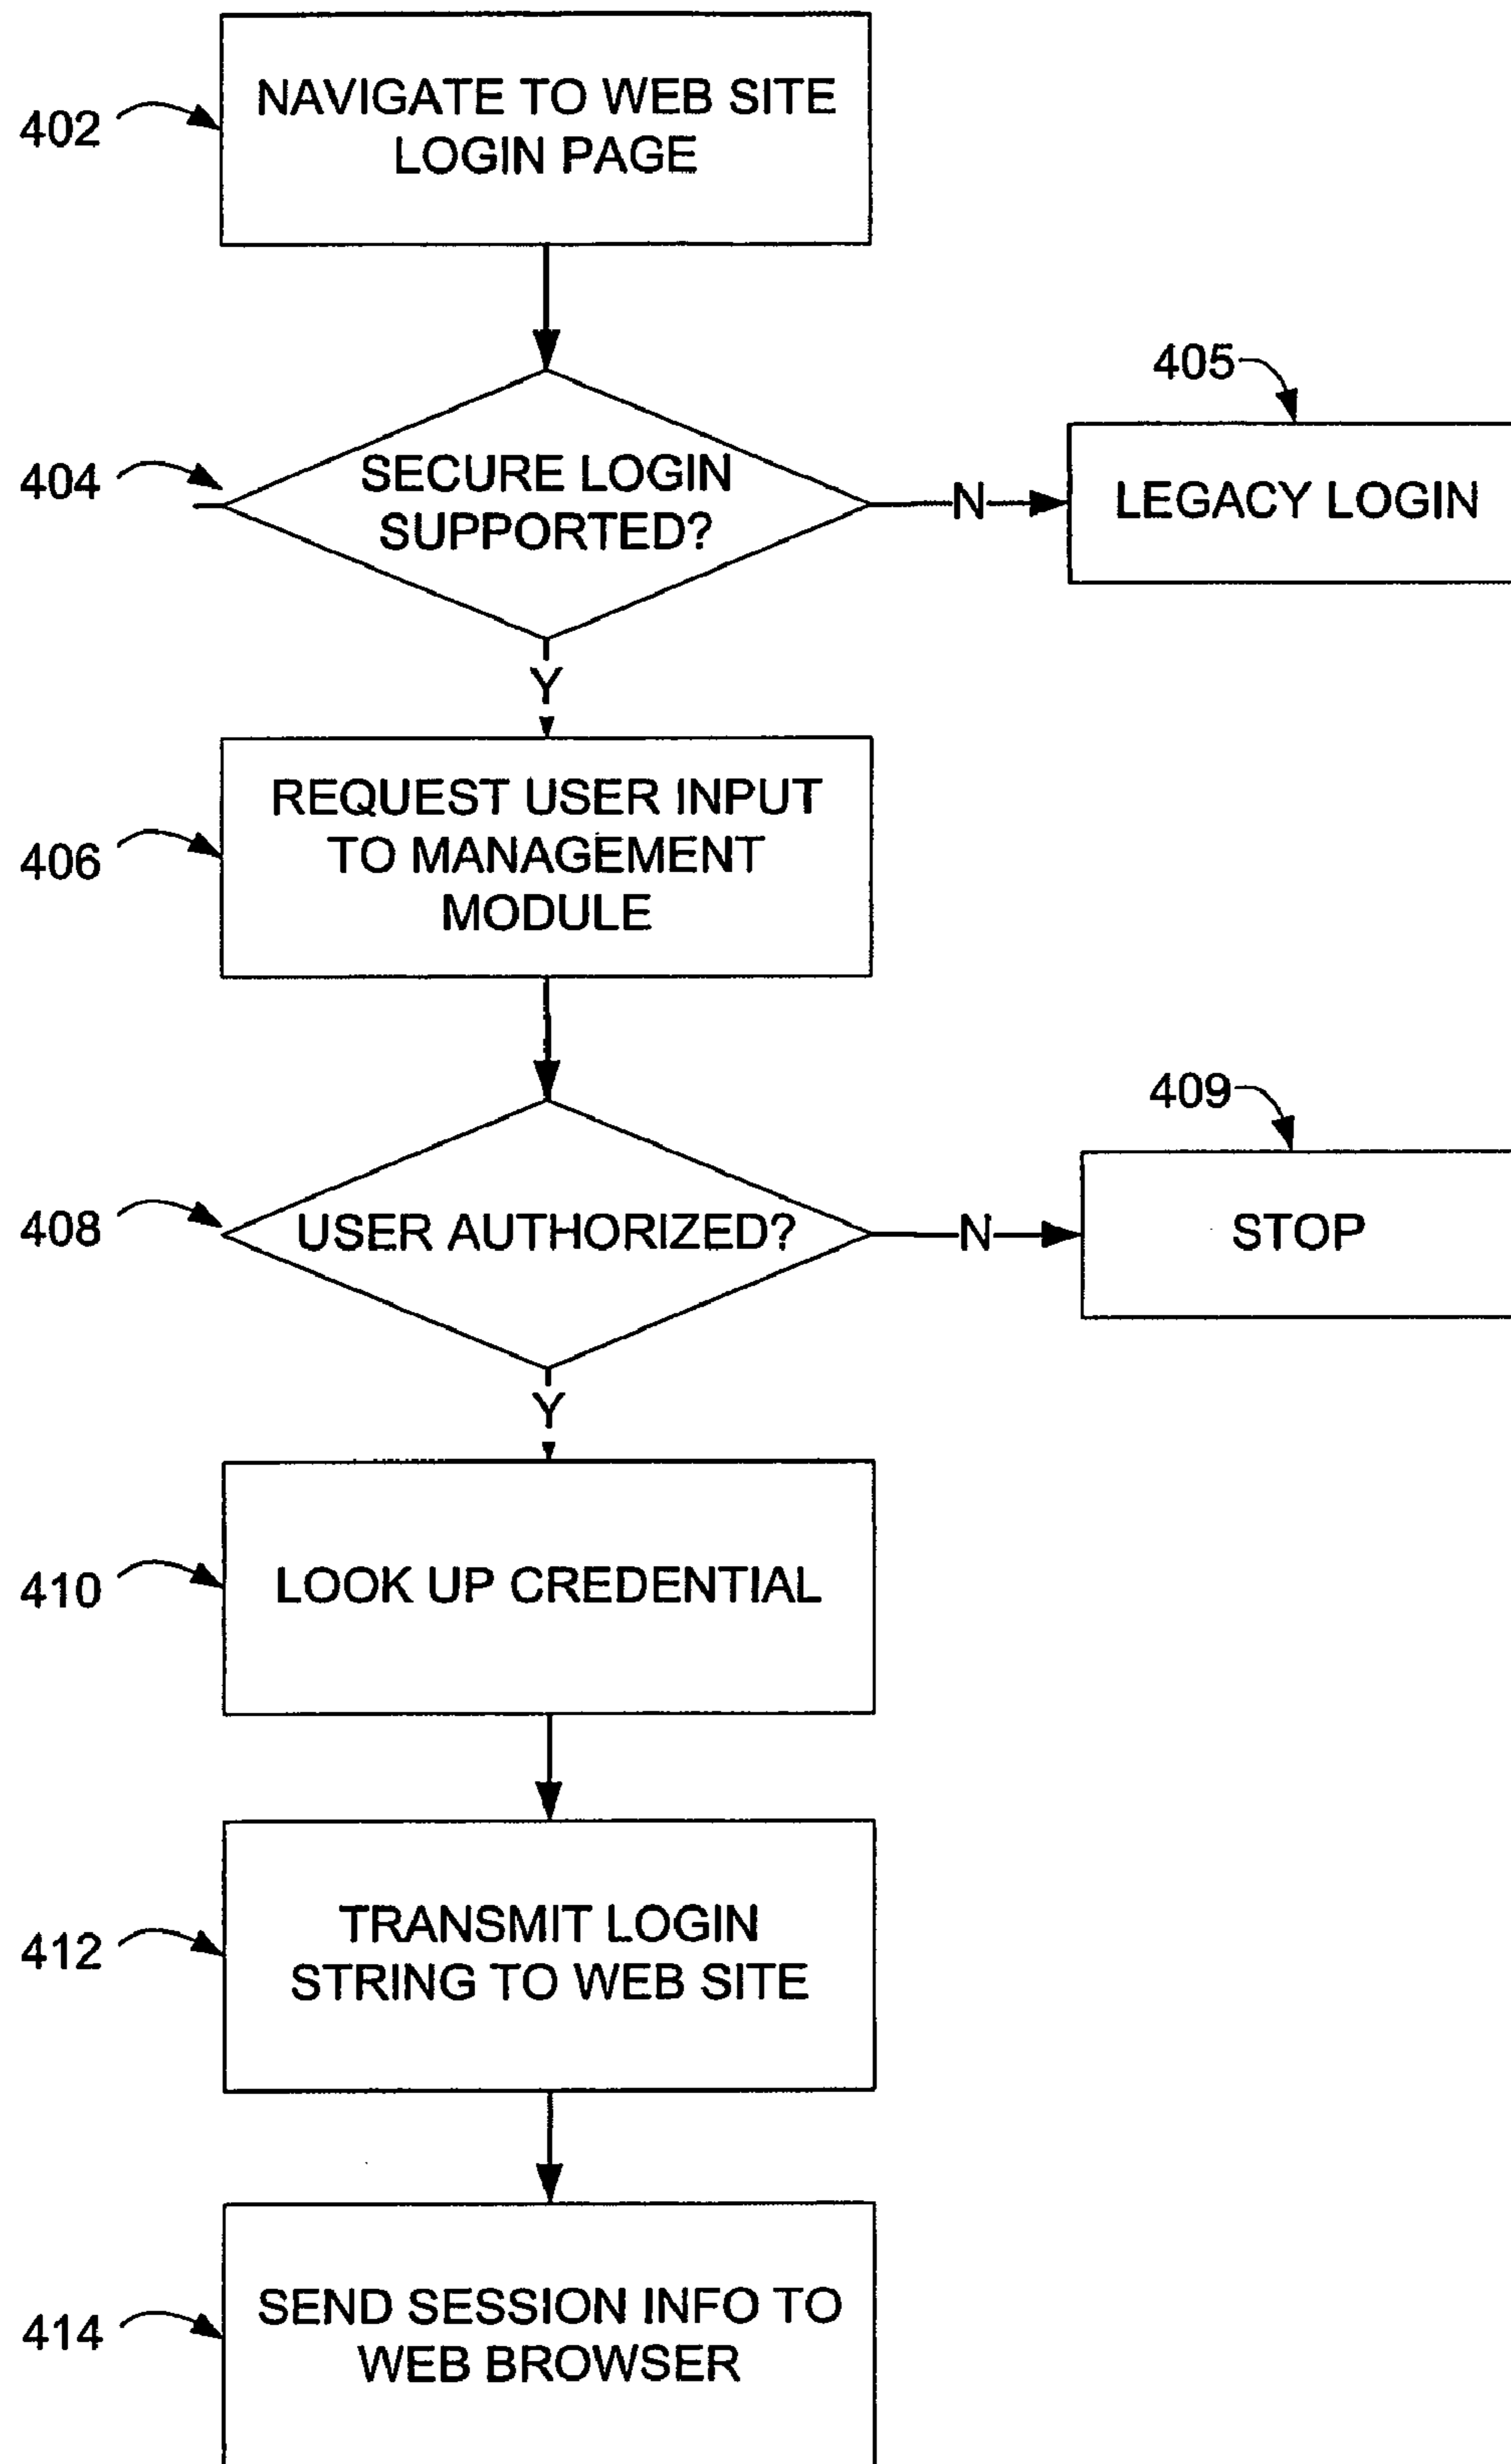 402
NAVIGATE TO WEB SITE
LOGIN PAGE
404
SECURE LOGIN
SUPPORTED?
N
405
LEGACY LOGIN
Y
406
REQUEST USER INPUT
TO MANAGEMENT
MODULE
408
USER AUTHORIZED?
N
409
STOP
Y
410
LOOK UP CREDENTIAL
412
TRANSMIT LOGIN
STRING TO WEB SITE
414
SEND SESSION INFO TO
WEB BROWSER